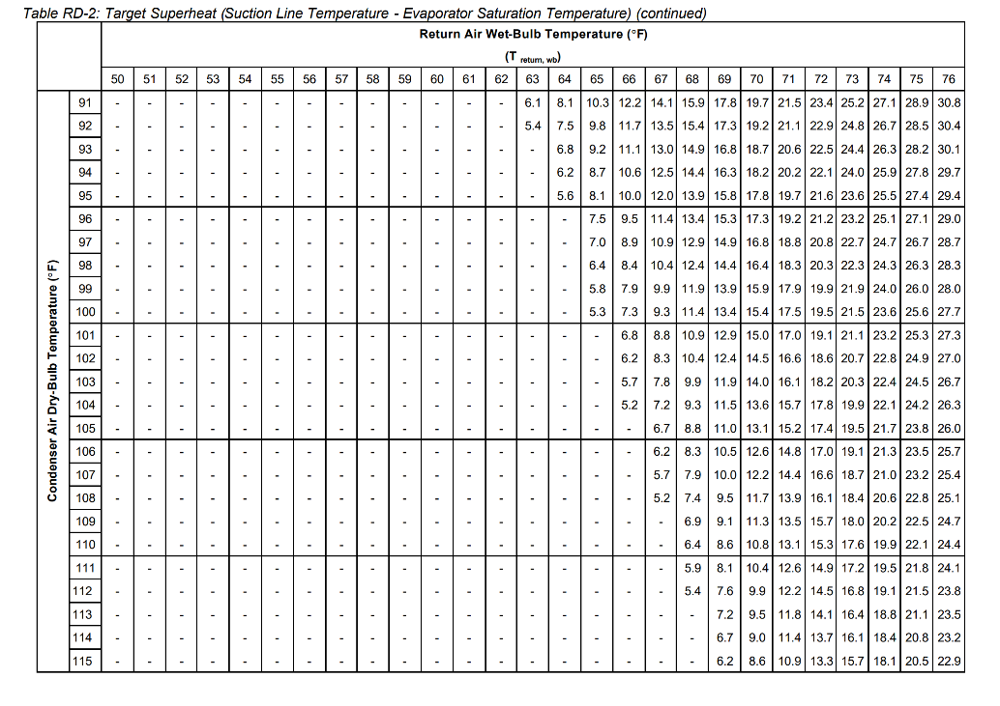 Table RD-2: Target Superheat (Suction Line Temperature - Evaporator Saturation Temperature) (continued)
Return Air Wet-Bulb Temperature (°F)
(T return, wb)
50 51 52 53 54 55 56 57 58 59 60 61 62 63 64 65 66 67 68 69 70 71 72 73 74 75 76
Condenser Air Dry-Bulb Temperature (°F)
91 - - - - - - - - - - - - - 6.1 8.1 10.3 12.2 14.1 15.9 17.8 19.7 21.5 23.4 25.2 27.1 28.9 30.8
92 - - - - - - - - - - - - - 5.4 7.5 9.8 11.7 13.5 15.4 17.3 19.2 21.1 22.9 24.8 26.7 28.5 30.4
93 - - - - - - - - - - - - - - 6.8 9.2 11.1 13.0 14.9 16.8 18.7 20.6 22.5 24.4 26.3 28.2 30.1
94 - - - - - - - - - - - - - - 6.2 8.7 10.6 12.5 14.4 16.3 18.2 20.2 22.1 24.0 25.9 27.8 29.7
95 - - - - - - - - - - - - - - 5.6 8.1 10.0 12.0 13.9 15.8 17.8 19.7 21.6 23.6 25.5 27.4 29.4
96 - - - - - - - - - - - - - - - 7.5 9.5 11.4 13.4 15.3 17.3 19.2 21.2 23.2 25.1 27.1 29.0
97 - - - - - - - - - - - - - - - 7.0 8.9 10.9 12.9 14.9 16.8 18.8 20.8 22.7 24.7 26.7 28.7
98 - - - - - - - - - - - - - - - 6.4 8.4 10.4 12.4 14.4 16.4 18.3 20.3 22.3 24.3 26.3 28.3
99 - - - - - - - - - - - - - - - 5.8 7.9 9.9 11.9 13.9 15.9 17.9 19.9 21.9 24.0 26.0 28.0
100 - - - - - - - - - - - - - - - 5.3 7.3 9.3 11.4 13.4 15.4 17.5 19.5 21.5 23.6 25.6 27.7
101 - - - - - - - - - - - - - - - - 6.8 8.8 10.9 12.9 15.0 17.0 19.1 21.1 23.2 25.3 27.3
102 - - - - - - - - - - - - - - - - 6.2 8.3 10.4 12.4 14.5 16.6 18.6 20.7 22.8 24.9 27.0
103 - - - - - - - - - - - - - - - - 5.7 7.8 9.9 11.9 14.0 16.1 18.2 20.3 22.4 24.5 26.7
104 - - - - - - - - - - - - - - - - 5.2 7.2 9.3 11.5 13.6 15.7 17.8 19.9 22.1 24.2 26.3
105 - - - - - - - - - - - - - - - - - 6.7 8.8 11.0 13.1 15.2 17.4 19.5 21.7 23.8 26.0
106 - - - - - - - - - - - - - - - - - 6.2 8.3 10.5 12.6 14.8 17.0 19.1 21.3 23.5 25.7
107 - - - - - - - - - - - - - - - - - 5.7 7.9 10.0 12.2 14.4 16.6 18.7 21.0 23.2 25.4
108 - - - - - - - - - - - - - - - - - 5.2 7.4 9.5 11.7 13.9 16.1 18.4 20.6 22.8 25.1
109 - - - - - - - - - - - - - - - - - - 6.9 9.1 11.3 13.5 15.7 18.0 20.2 22.5 24.7
110 - - - - - - - - - - - - - - - - - - 6.4 8.6 10.8 13.1 15.3 17.6 19.9 22.1 24.4
111 - - - - - - - - - - - - - - - - - - 5.9 8.1 10.4 12.6 14.9 17.2 19.5 21.8 24.1
112 - - - - - - - - - - - - - - - - - - 5.4 7.6 9.9 12.2 14.5 16.8 19.1 21.5 23.8
113 - - - - - - - - - - - - - - - - - - - 7.2 9.5 11.8 14.1 16.4 18.8 21.1 23.5
114 - - - - - - - - - - - - - - - - - - - 6.7 9.0 11.4 13.7 16.1 18.4 20.8 23.2
115 - - - - - - - - - - - - - - - - - - - 6.2 8.6 10.9 13.3 15.7 18.1 20.5 22.9